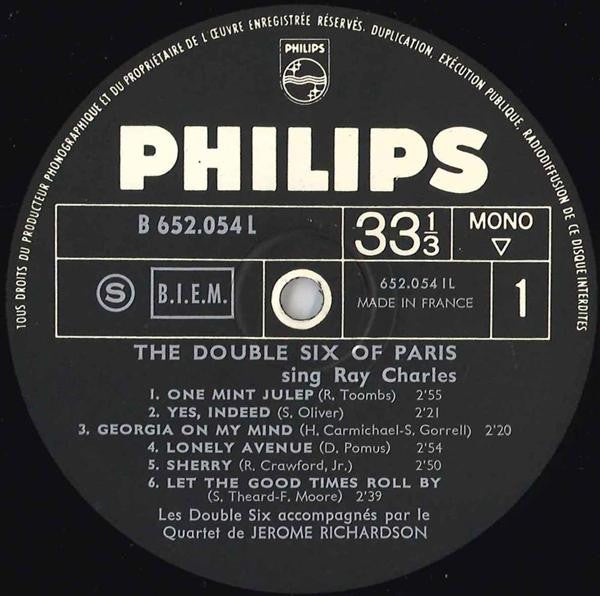 TOUS DROITS DU PRODUCTEUR PHONOGRAPHIQUE ET DU PROPRIÉTAIRE DE L'ŒUVRE ENREGISTRÉE RÉSERVÉS. DUPLICATION, EXÉCUTION PUBLIQUE, RADIODIFFUSION DE CE DISQUE INTERDITES
PHILIPS
PHILIPS
B 652.054 L
33 1/3
MONO
S
B.I.E.M.
652.054 1L
MADE IN FRANCE
1
THE DOUBLE SIX OF PARIS
sing Ray Charles
1. ONE MINT JULEP (R. Toombs) 2'55
2. YES, INDEED (S. Oliver) 2'21
3. GEORGIA ON MY MIND (H. Carmichael-S. Gorrell) 2'20
4. LONELY AVENUE (D. Pomus) 2'54
5. SHERRY (R. Crawford, Jr.) 2'50
6. LET THE GOOD TIMES ROLL BY
(S. Theard-F. Moore) 2'39
Les Double Six accompagnés par le
Quartet de JEROME RICHARDSON